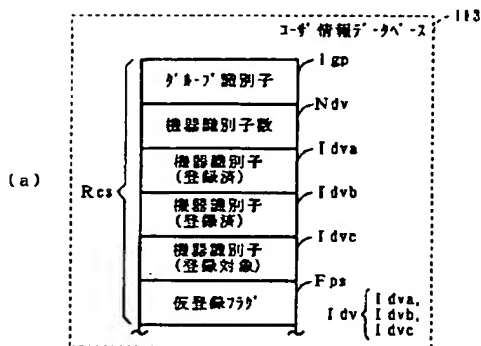 113
ユーザ情報データベース
Igp
グループ識別子
Ndv
機器識別子数
Idva
機器識別子
(登録済)
(a)
Rcs
Idvb
機器識別子
(登録済)
Idvc
機器識別子
(登録対象)
Fps
仮登録フラグ
Idv
Idva,
Idvb,
Idvc